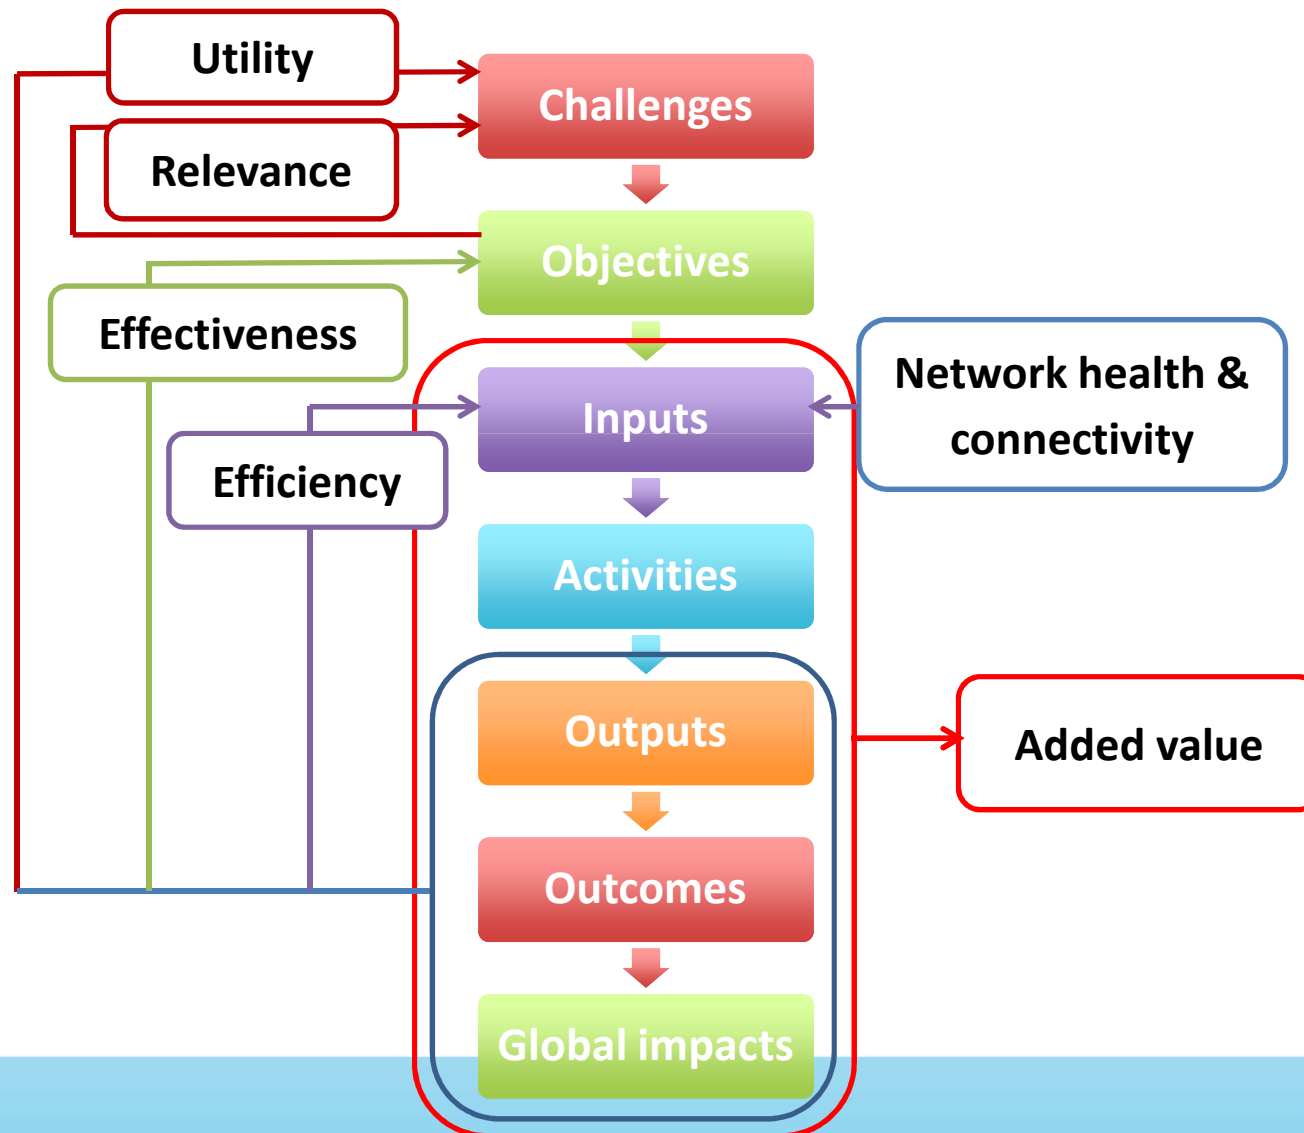 Utility
Challenges
Relevance
Objectives
Effectiveness
Network health &
connectivity
Inputs
Efficiency
Activities
Outputs
Added value
Outcomes
Global impacts